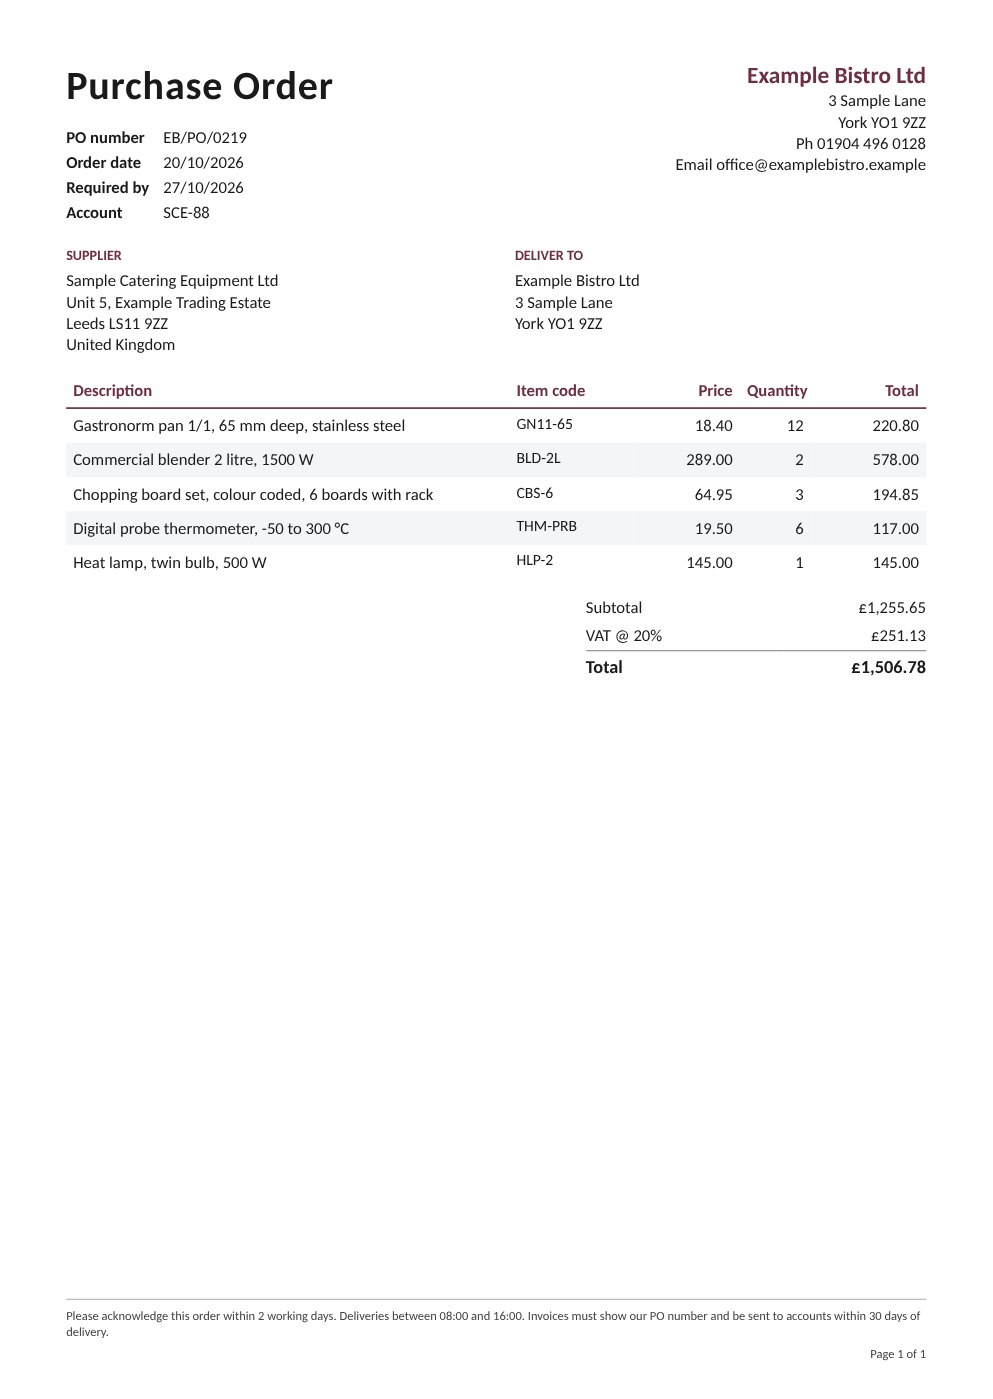 Purchase Order
PO number EB/PO/0219
Order date 20/10/2026
Required by 27/10/2026
Account SCE-88
Example Bistro Ltd
3 Sample Lane
York YO1 9ZZ
Ph 01904 496 0128
Email office@examplebistro.example
SUPPLIER
Sample Catering Equipment Ltd
Unit 5, Example Trading Estate
Leeds LS11 9ZZ
United Kingdom
DELIVER TO
Example Bistro Ltd
3 Sample Lane
York YO1 9ZZ
Description Item code Price Quantity Total
Gastronorm pan 1/1, 65 mm deep, stainless steel GN11-65 18.40 12 220.80
Commercial blender 2 litre, 1500 W BLD-2L 289.00 2 578.00
Chopping board set, colour coded, 6 boards with rack CBS-6 64.95 3 194.85
Digital probe thermometer, -50 to 300 °C THM-PRB 19.50 6 117.00
Heat lamp, twin bulb, 500 W HLP-2 145.00 1 145.00
Subtotal £1,255.65
VAT @ 20% £251.13
Total £1,506.78
Please acknowledge this order within 2 working days. Deliveries between 08:00 and 16:00. Invoices must show our PO number and be sent to accounts within 30 days of
delivery.
Page 1 of 1